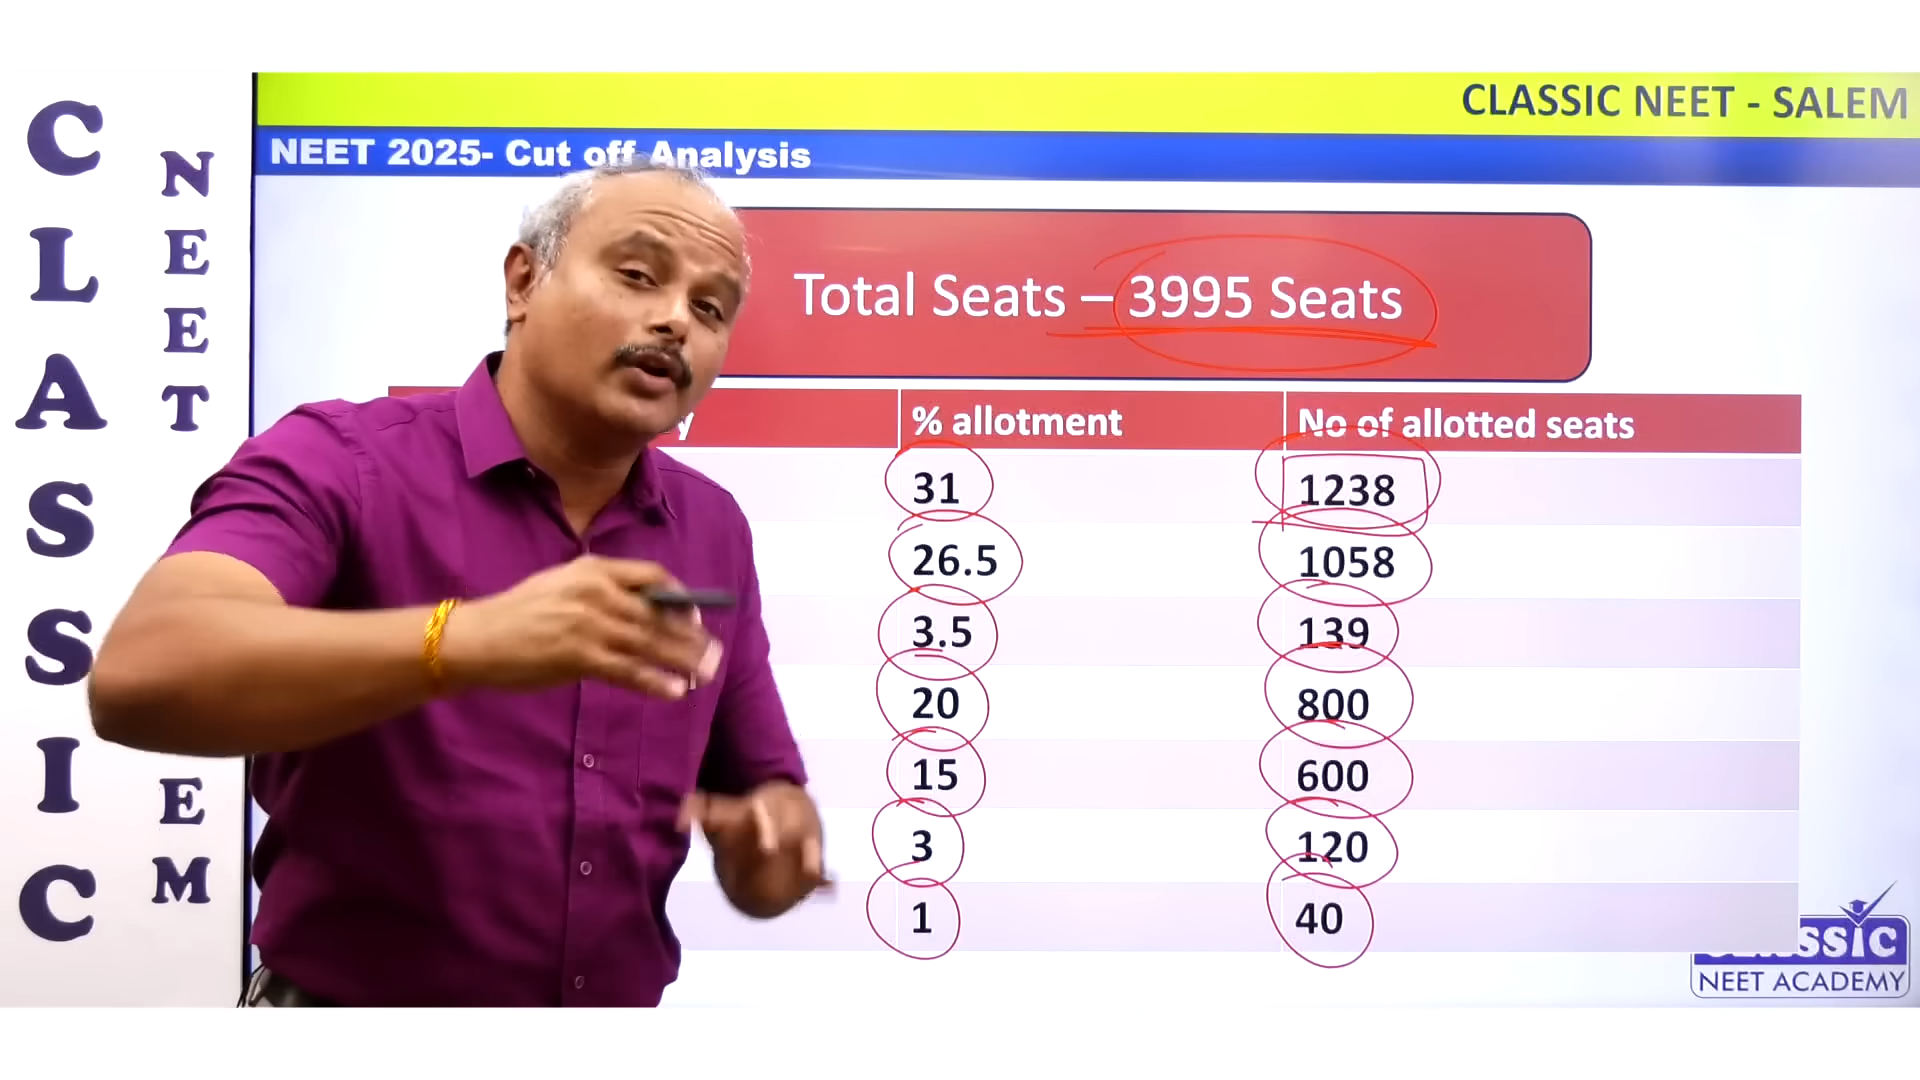 CLASSIC
NEET
EM
CLASSIC NEET - SALEM
NEET 2025- Cut off Analysis
Total Seats – 3995 Seats
% allotment No of allotted seats
31 1238
26.5 1058
3.5 139
20 800
15 600
3 120
1 40
CLASSIC
NEET ACADEMY